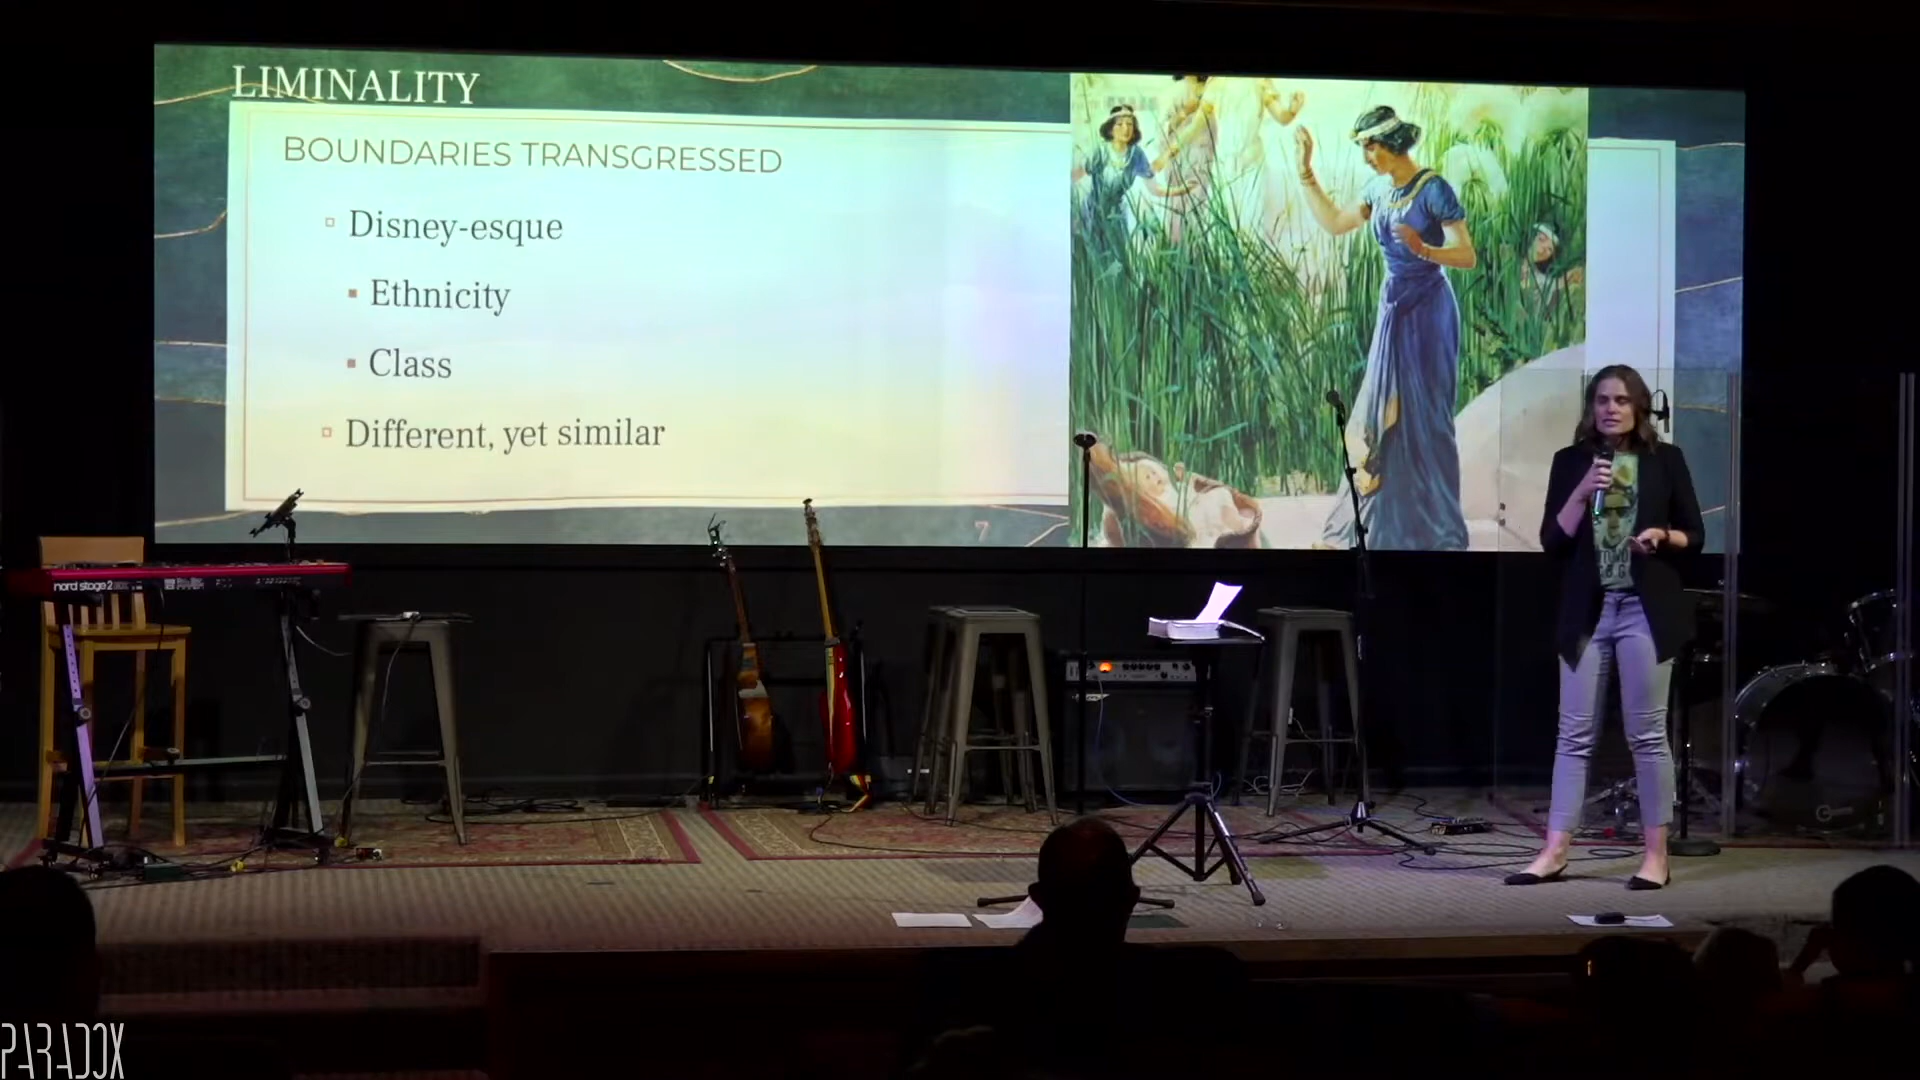 LIMINALITY
BOUNDARIES TRANSGRESSED
Disney-esque
Ethnicity
Class
Different, yet similar
7
nord stage 2
PARADOX